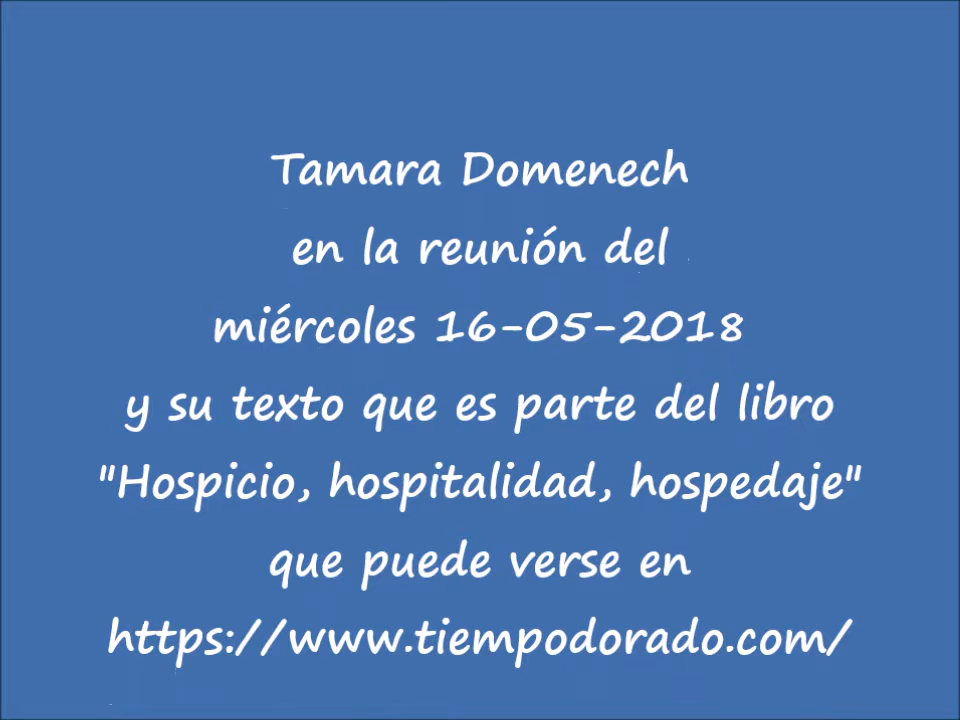 Tamara Domenech
en la reunión del
miércoles 16-05-2018
y su texto que es parte del libro
"Hospicio, hospitalidad, hospedaje"
que puede verse en
https://www.tiempodorado.com/